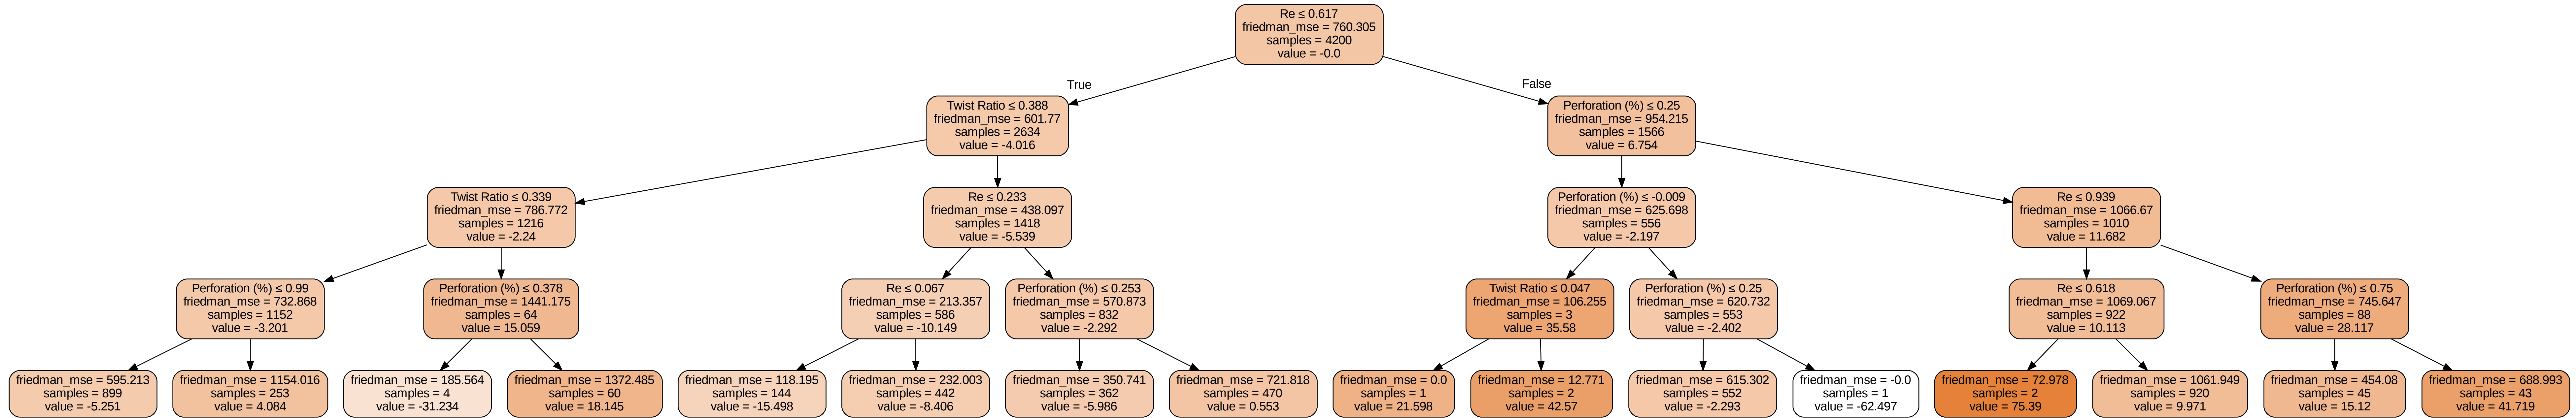 Re ≤ 0.617
friedman_mse = 760.305
samples = 4200
value = -0.0
True
False
Twist Ratio ≤ 0.388
friedman_mse = 601.77
samples = 2634
value = -4.016
Perforation (%) ≤ 0.25
friedman_mse = 954.215
samples = 1566
value = 6.754
Twist Ratio ≤ 0.339
friedman_mse = 786.772
samples = 1216
value = -2.24
Re ≤ 0.233
friedman_mse = 438.097
samples = 1418
value = -5.539
Perforation (%) ≤ -0.009
friedman_mse = 625.698
samples = 556
value = -2.197
Re ≤ 0.939
friedman_mse = 1066.67
samples = 1010
value = 11.682
Perforation (%) ≤ 0.99
friedman_mse = 732.868
samples = 1152
value = -3.201
Perforation (%) ≤ 0.378
friedman_mse = 1441.175
samples = 64
value = 15.059
Re ≤ 0.067
friedman_mse = 213.357
samples = 586
value = -10.149
Perforation (%) ≤ 0.253
friedman_mse = 570.873
samples = 832
value = -2.292
Twist Ratio ≤ 0.047
friedman_mse = 106.255
samples = 3
value = 35.58
Perforation (%) ≤ 0.25
friedman_mse = 620.732
samples = 553
value = -2.402
Re ≤ 0.618
friedman_mse = 1069.067
samples = 922
value = 10.113
Perforation (%) ≤ 0.75
friedman_mse = 745.647
samples = 88
value = 28.117
friedman_mse = 595.213
samples = 899
value = -5.251
friedman_mse = 1154.016
samples = 253
value = 4.084
friedman_mse = 185.564
samples = 4
value = -31.234
friedman_mse = 1372.485
samples = 60
value = 18.145
friedman_mse = 118.195
samples = 144
value = -15.498
friedman_mse = 232.003
samples = 442
value = -8.406
friedman_mse = 350.741
samples = 362
value = -5.986
friedman_mse = 721.818
samples = 470
value = 0.553
friedman_mse = 0.0
samples = 1
value = 21.598
friedman_mse = 12.771
samples = 2
value = 42.57
friedman_mse = 615.302
samples = 552
value = -2.293
friedman_mse = -0.0
samples = 1
value = -62.497
friedman_mse = 72.978
samples = 2
value = 75.39
friedman_mse = 1061.949
samples = 920
value = 9.971
friedman_mse = 454.08
samples = 45
value = 15.12
friedman_mse = 688.993
samples = 43
value = 41.719